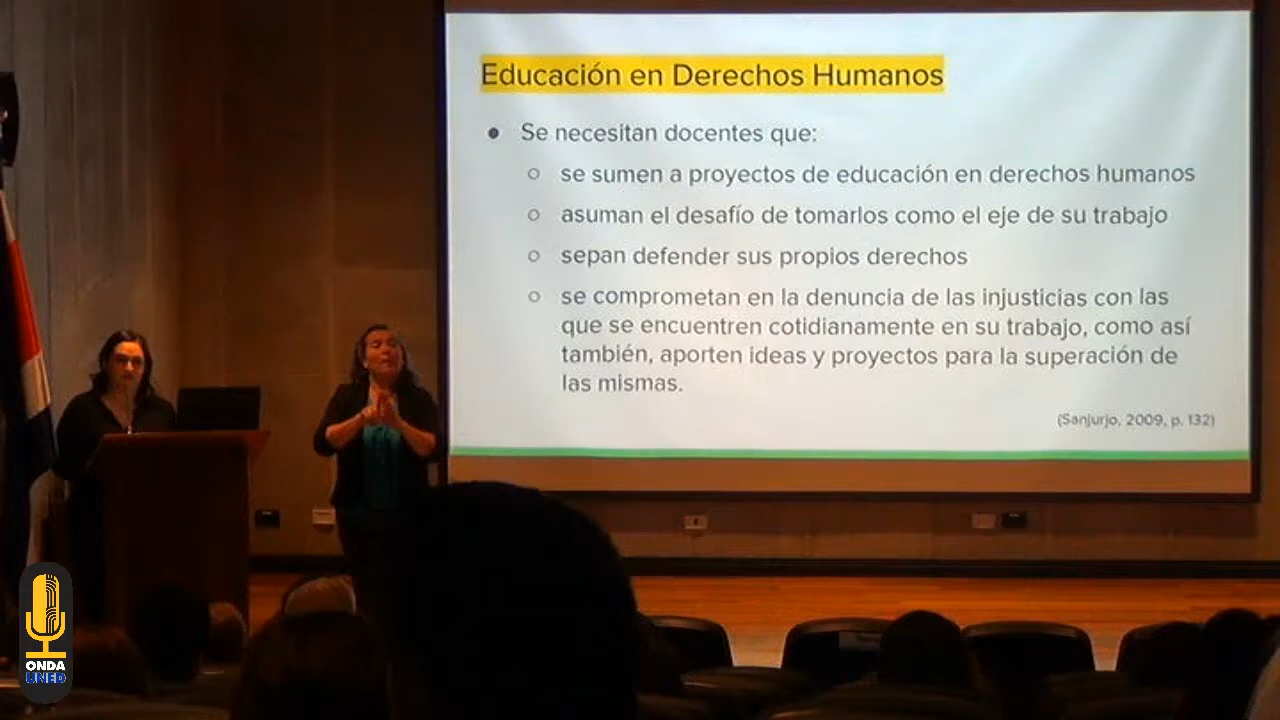 Educación en Derechos Humanos
● Se necesitan docentes que:
○ se sumen a proyectos de educación en derechos humanos
○ asuman el desafío de tomarlos como el eje de su trabajo
○ sepan defender sus propios derechos
○ se comprometan en la denuncia de las injusticias con las
que se encuentren cotidianamente en su trabajo, como así
también, aporten ideas y proyectos para la superación de
las mismas.
(Sanjurjo, 2009, p. 132)
ONDA
UNED